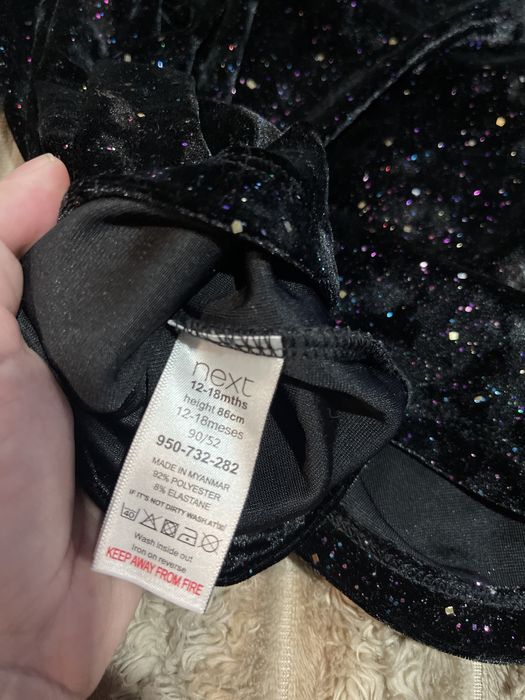 next
12-18mths
height 86cm
12-18meses
90/52
950-732-282
MADE IN MYANMAR
92% POLYESTER
8% ELASTANE
IF IT'S NOT DIRTY WASH AT
40
Wash inside out
Iron on reverse
KEEP AWAY FROM FIRE